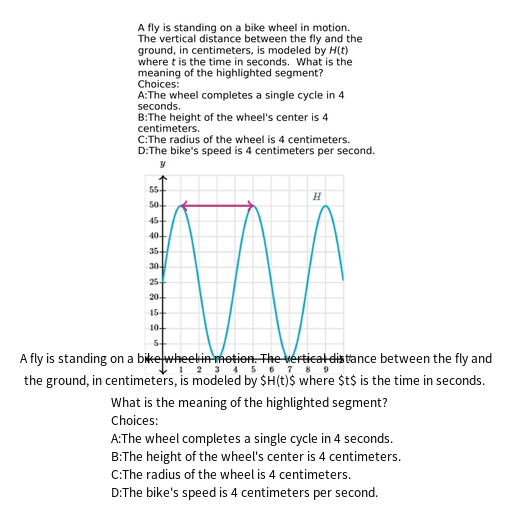 A fly is standing on a bike wheel in motion.
The vertical distance between the fly and the
ground, in centimeters, is modeled by H(t)
where t is the time in seconds.  What is the
meaning of the highlighted segment?
Choices:
A:The wheel completes a single cycle in 4
seconds.
B:The height of the wheel's center is 4
centimeters.
C:The radius of the wheel is 4 centimeters.
D:The bike's speed is 4 centimeters per second.
y
H
55
50
45
40
35
30
25
20
15
10
5
A fly is standing on a bike wheel in motion. The vertical distance between the fly and
1 2 3 4 5 6 7 8 9
the ground, in centimeters, is modeled by $H(t)$ where $t$ is the time in seconds.
What is the meaning of the highlighted segment?
Choices:
A:The wheel completes a single cycle in 4 seconds.
B:The height of the wheel's center is 4 centimeters.
C:The radius of the wheel is 4 centimeters.
D:The bike's speed is 4 centimeters per second.